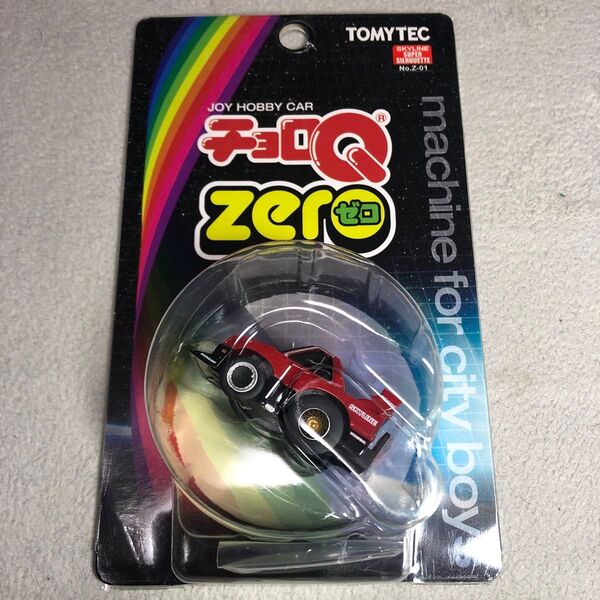 TOMYTEC
SKYLINE
SUPER
SILHOUETTE
No.Z-01
JOY HOBBY CAR
チョロQ®
zero
ゼロ
machine for city boys
SKYLINE